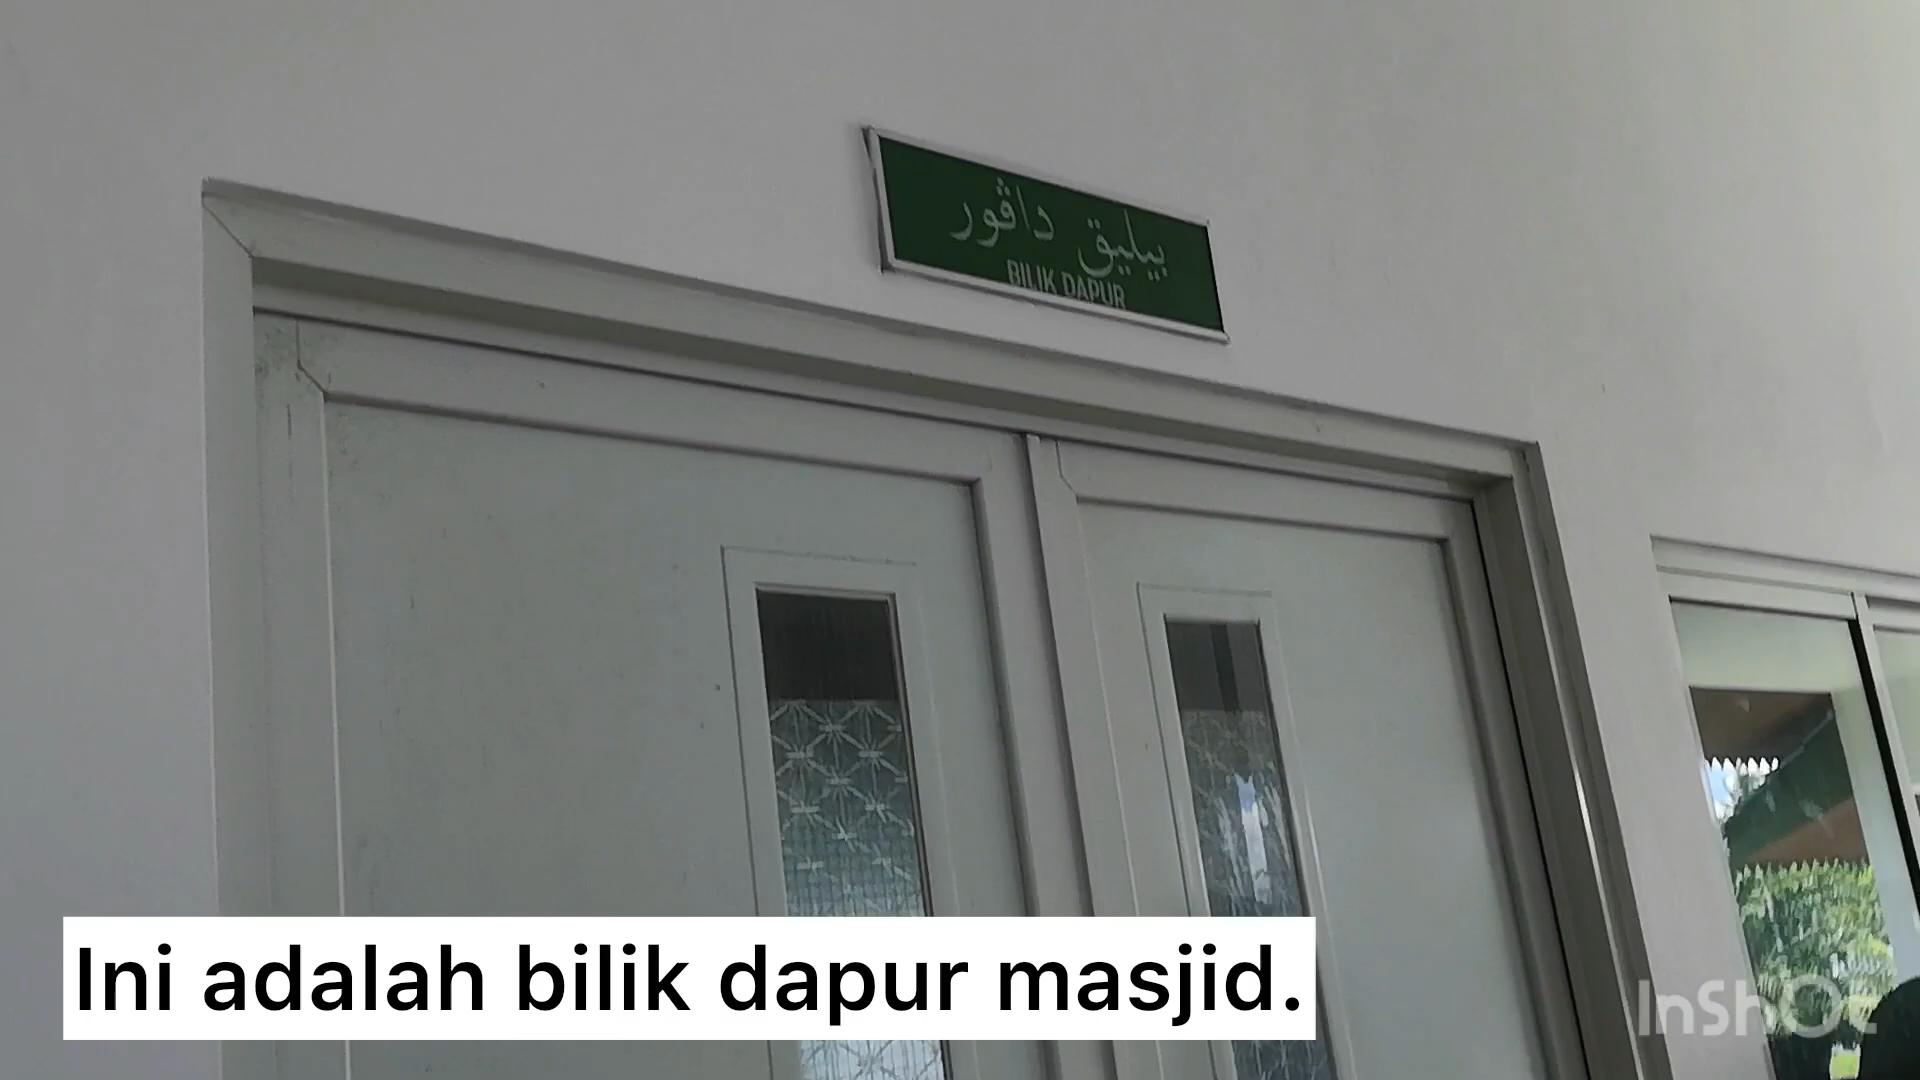 بيليق داڤور
BILIK DAPUR
Ini adalah bilik dapur masjid.
InShOt